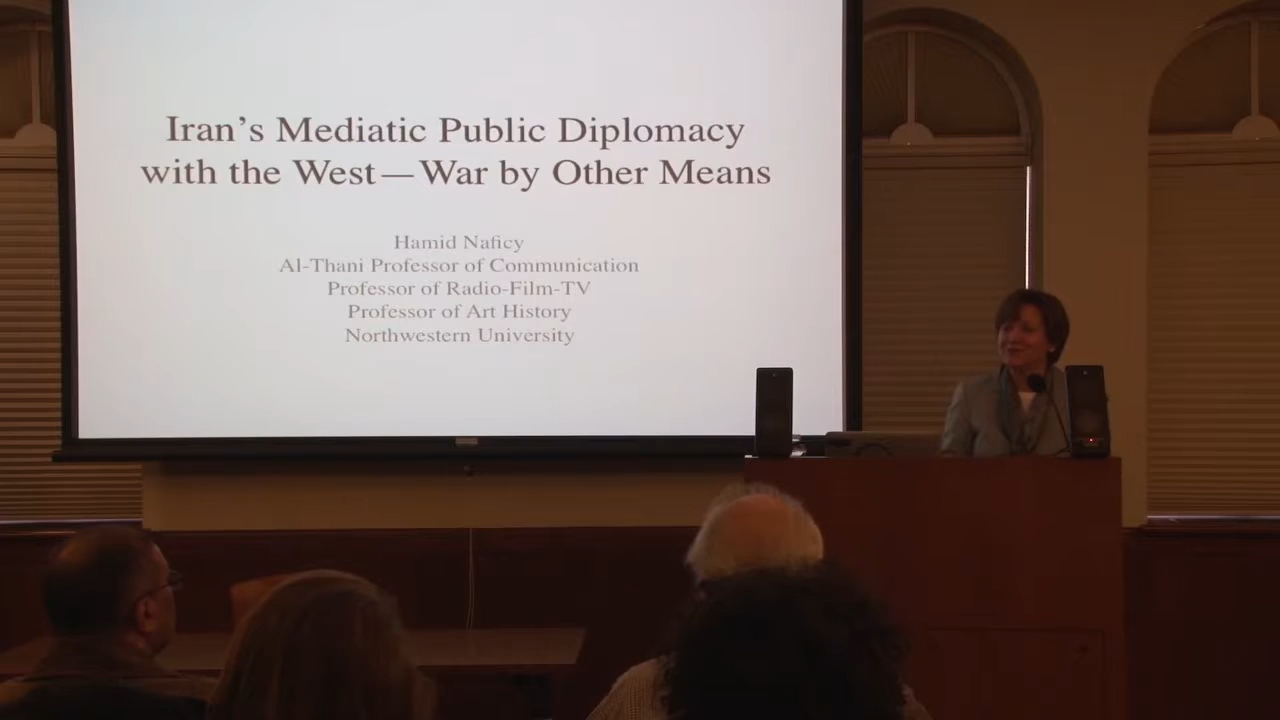 Iran's Mediatic Public Diplomacy
with the West—War by Other Means
Hamid Naficy
Al-Thani Professor of Communication
Professor of Radio-Film-TV
Professor of Art History
Northwestern University